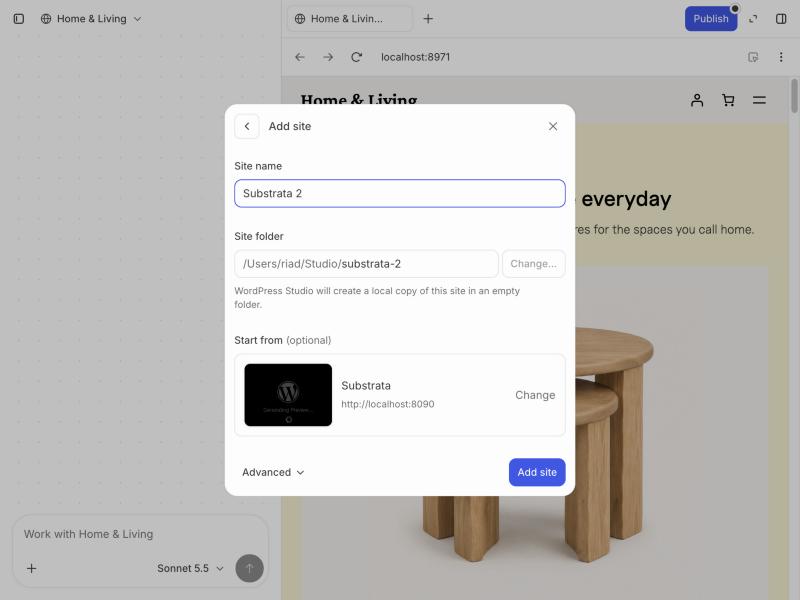 Home & Living
Home & Livin...
Publish
localhost:8971
Home & Living
everyday
res for the spaces you call home.
Add site
Site name
Substrata 2
Site folder
/Users/riad/Studio/substrata-2
Change...
WordPress Studio will create a local copy of this site in an empty
folder.
Start from (optional)
Generating Preview...
Substrata
http://localhost:8090
Change
Advanced
Add site
Work with Home & Living
Sonnet 5.5